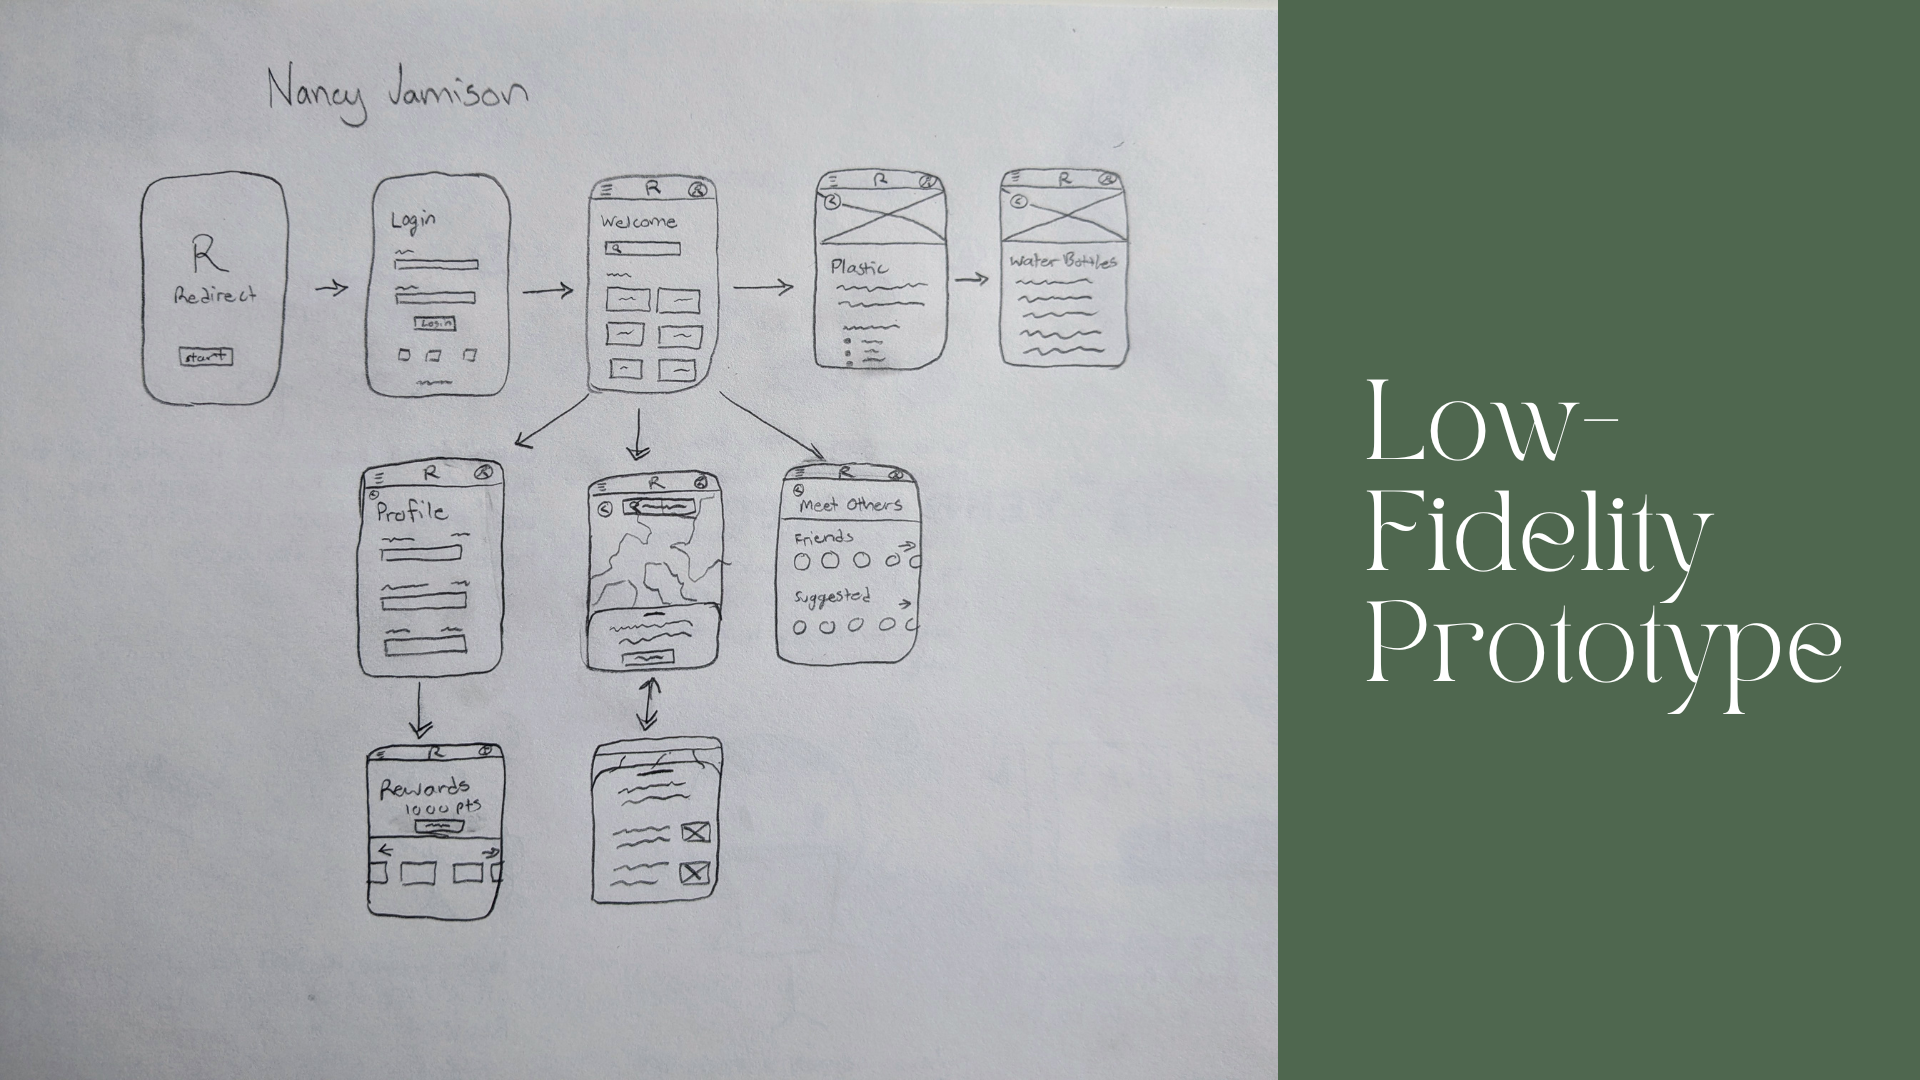 Nancy Jamison
R
Redirect
start
Login
Login
R
Welcome
R
Plastic
R
Water Bottles
R
Profile
R
R
Meet Others
Friends
Suggested
R
Rewards
1000 pts
Low-
Fidelity
Prototype